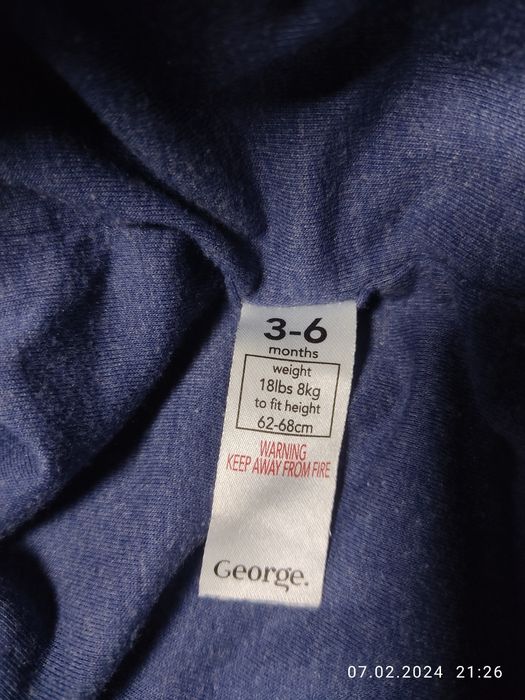 3-6
months
weight
18lbs 8kg
to fit height
62-68cm
WARNING
KEEP AWAY FROM FIRE
George.
07.02.2024 21:26